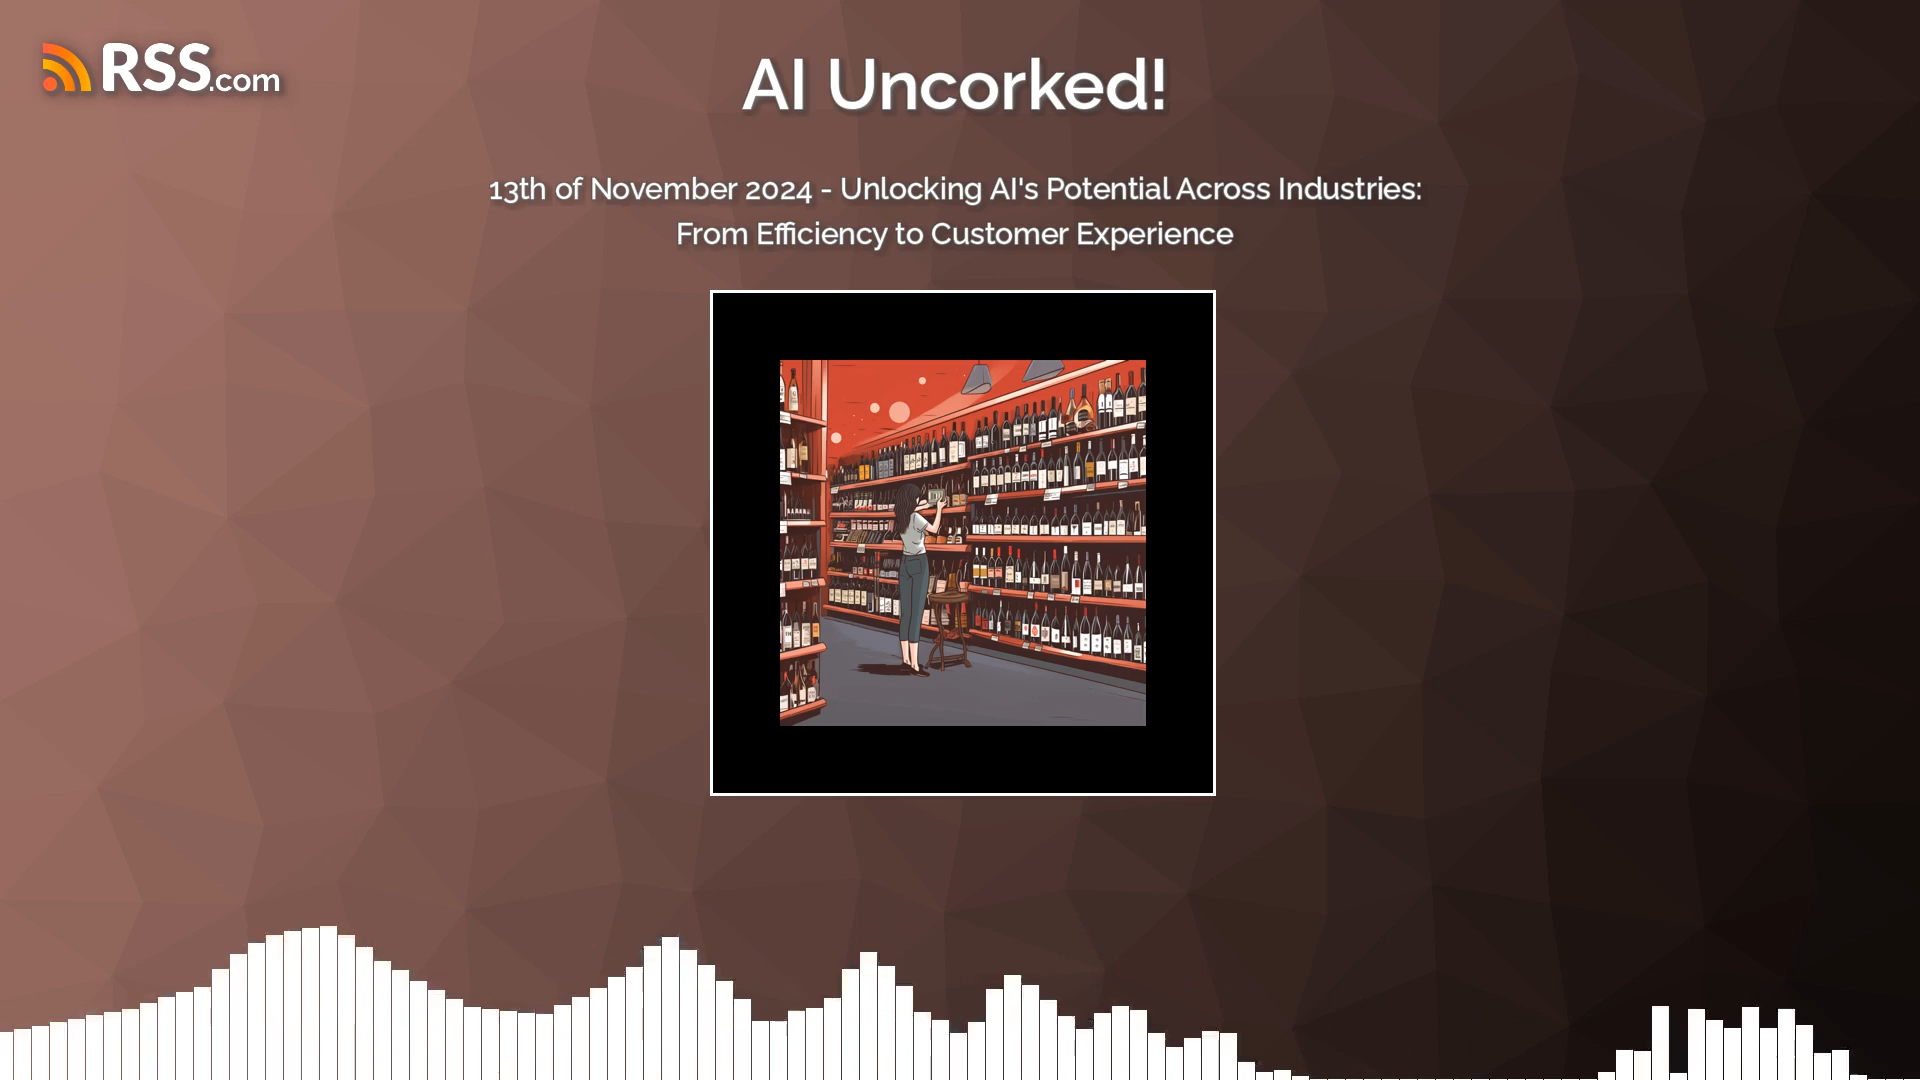 RSS.com
AI Uncorked!
13th of November 2024 - Unlocking AI's Potential Across Industries:
From Efficiency to Customer Experience